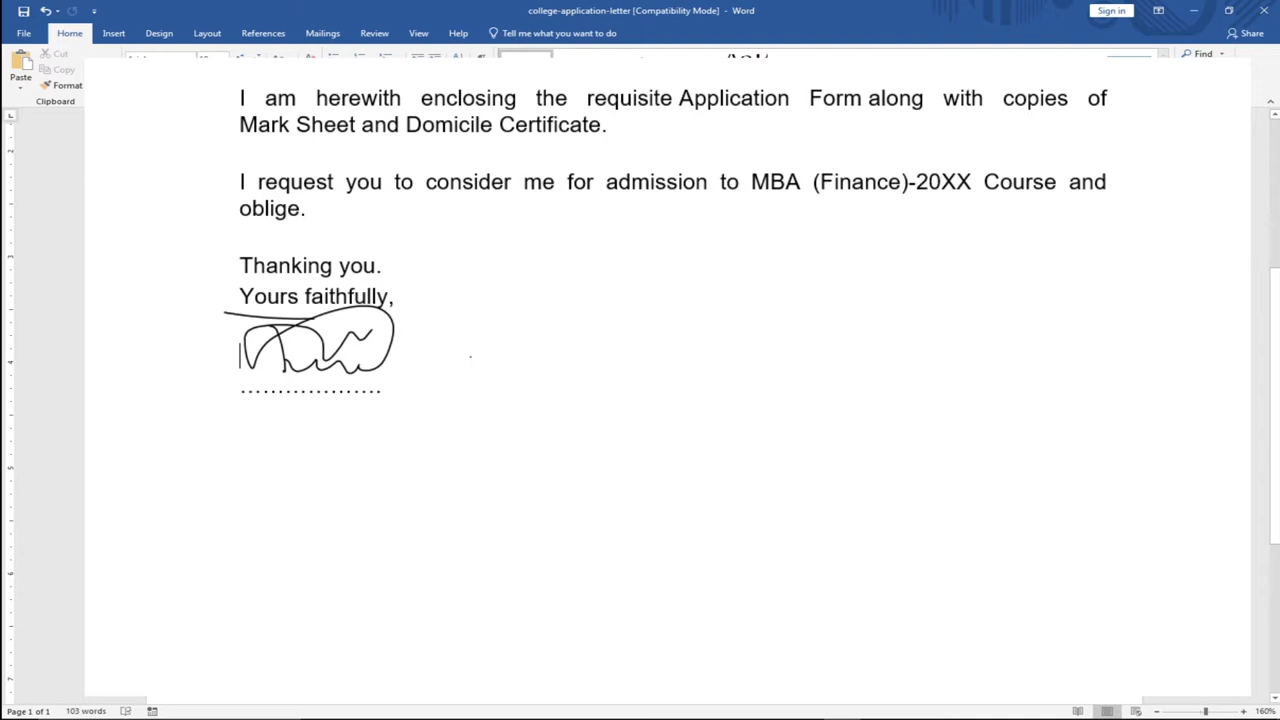 college-application-letter [Compatibility Mode] - Word
Sign in
File Home Insert Design Layout References Mailings Review View Help Tell me what you want to do Share
Cut
Copy
Paste
Format
Clipboard
Find
I am herewith enclosing the requisite Application Form along with copies of
Mark Sheet and Domicile Certificate.
I request you to consider me for admission to MBA (Finance)-20XX Course and
oblige.
Thanking you.
Yours faithfully,
...................
Page 1 of 1 103 words 160%